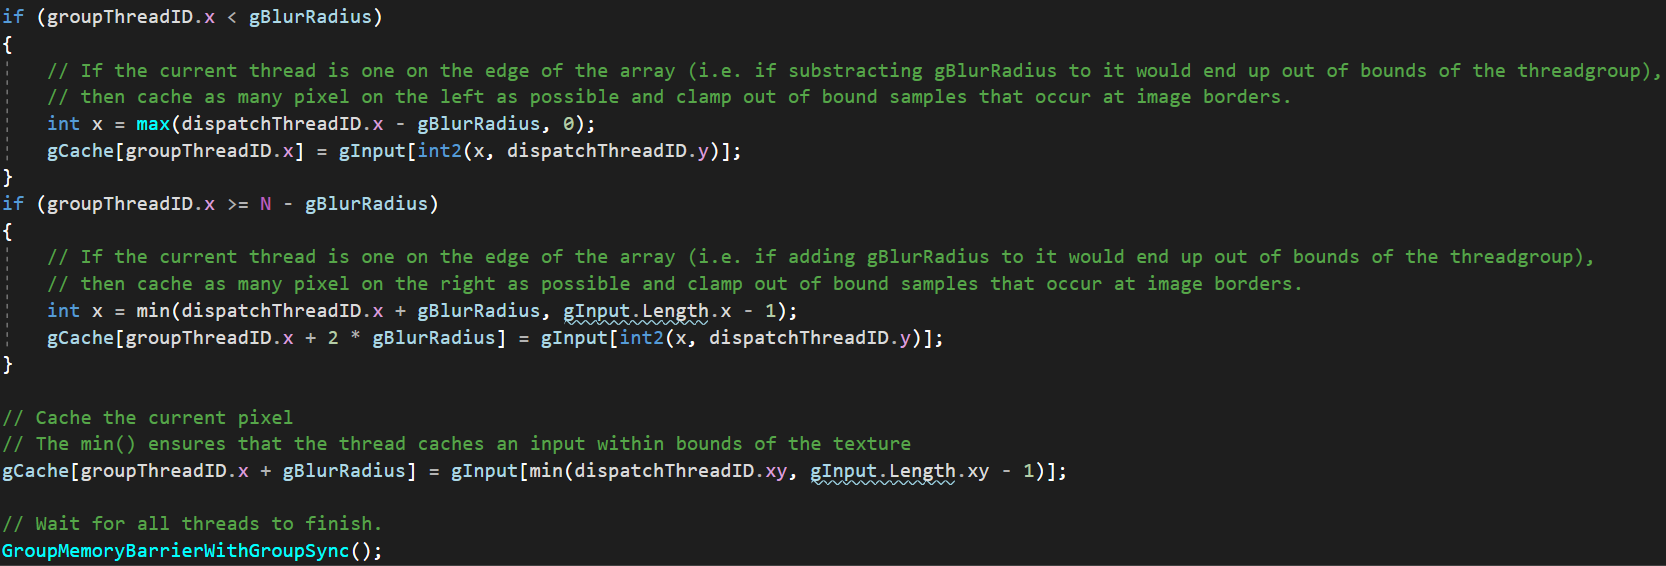 if (groupThreadID.x < gBlurRadius)
{
    // If the current thread is one on the edge of the array (i.e. if substracting gBlurRadius to it would end up out of bounds of the threadgroup),
    // then cache as many pixel on the left as possible and clamp out of bound samples that occur at image borders.
    int x = max(dispatchThreadID.x - gBlurRadius, 0);
    gCache[groupThreadID.x] = gInput[int2(x, dispatchThreadID.y)];
}
if (groupThreadID.x >= N - gBlurRadius)
{
    // If the current thread is one on the edge of the array (i.e. if adding gBlurRadius to it would end up out of bounds of the threadgroup),
    // then cache as many pixel on the right as possible and clamp out of bound samples that occur at image borders.
    int x = min(dispatchThreadID.x + gBlurRadius, gInput.Length.x - 1);
    gCache[groupThreadID.x + 2 * gBlurRadius] = gInput[int2(x, dispatchThreadID.y)];
}

// Cache the current pixel
// The min() ensures that the thread caches an input within bounds of the texture
gCache[groupThreadID.x + gBlurRadius] = gInput[min(dispatchThreadID.xy, gInput.Length.xy - 1)];

// Wait for all threads to finish.
GroupMemoryBarrierWithGroupSync();